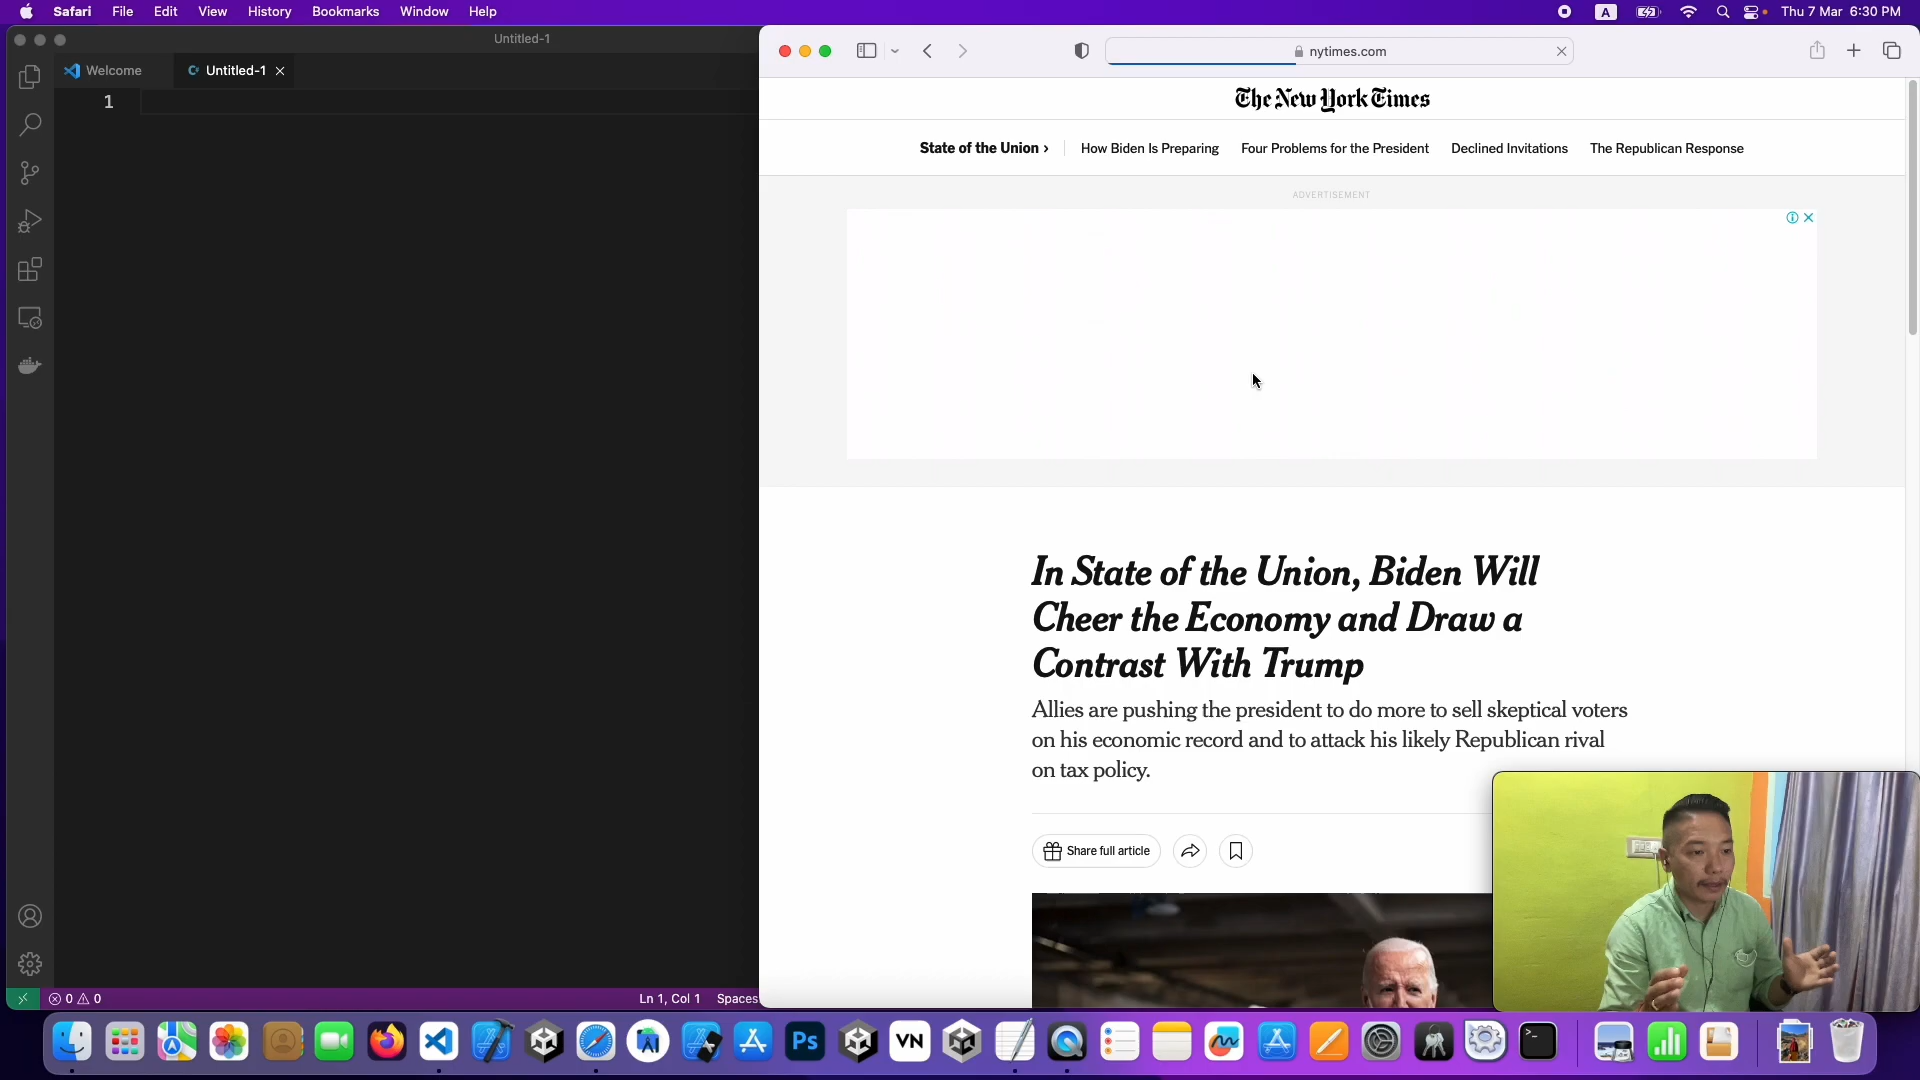 Safari File Edit View History Bookmarks Window Help
A
Thu 7 Mar 6:30 PM
Untitled-1
Welcome
Untitled-1
1
0 0
Ln 1, Col 1 Spaces
nytimes.com
The New York Times
State of the Union > How Biden Is Preparing Four Problems for the President Declined Invitations The Republican Response
ADVERTISEMENT
In State of the Union, Biden Will
Cheer the Economy and Draw a
Contrast With Trump
Allies are pushing the president to do more to sell skeptical voters
on his economic record and to attack his likely Republican rival
on tax policy.
Share full article
Ps
VN